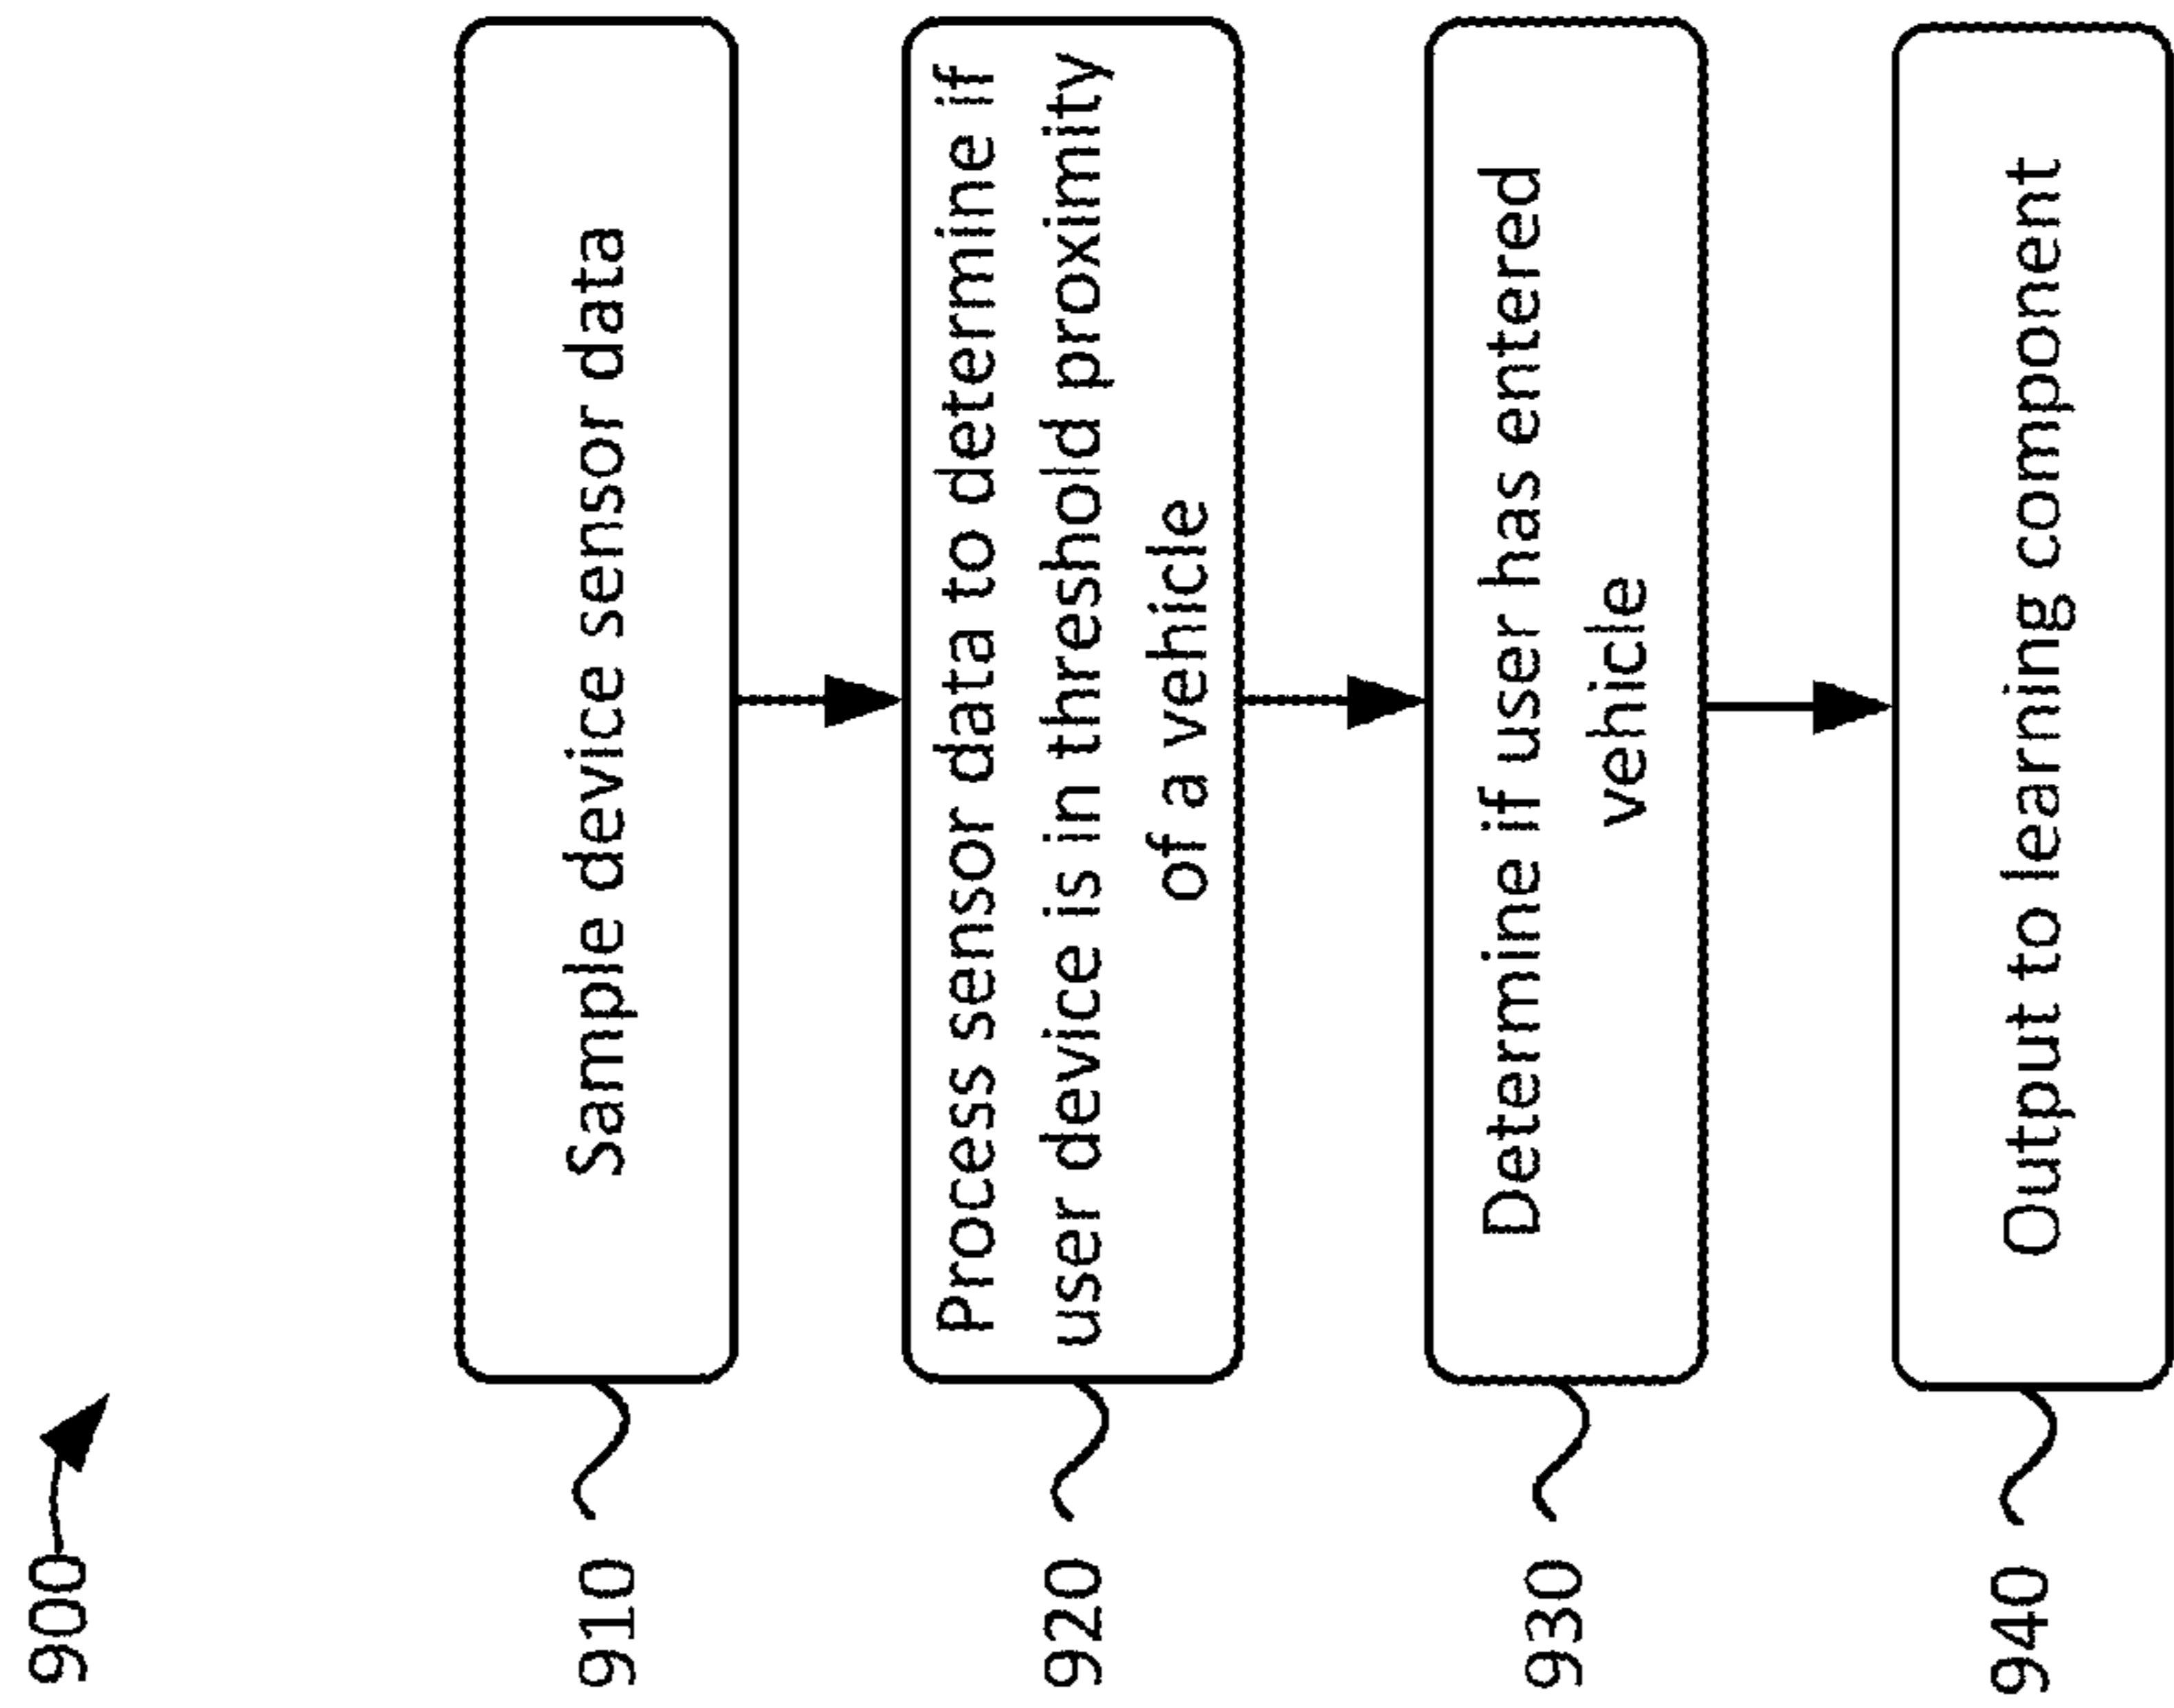 900
910
Sample device sensor data
920
Process sensor data to determine if
user device is in threshold proximity
of a vehicle
930
Determine if user has entered
vehicle
940
Output to learning component